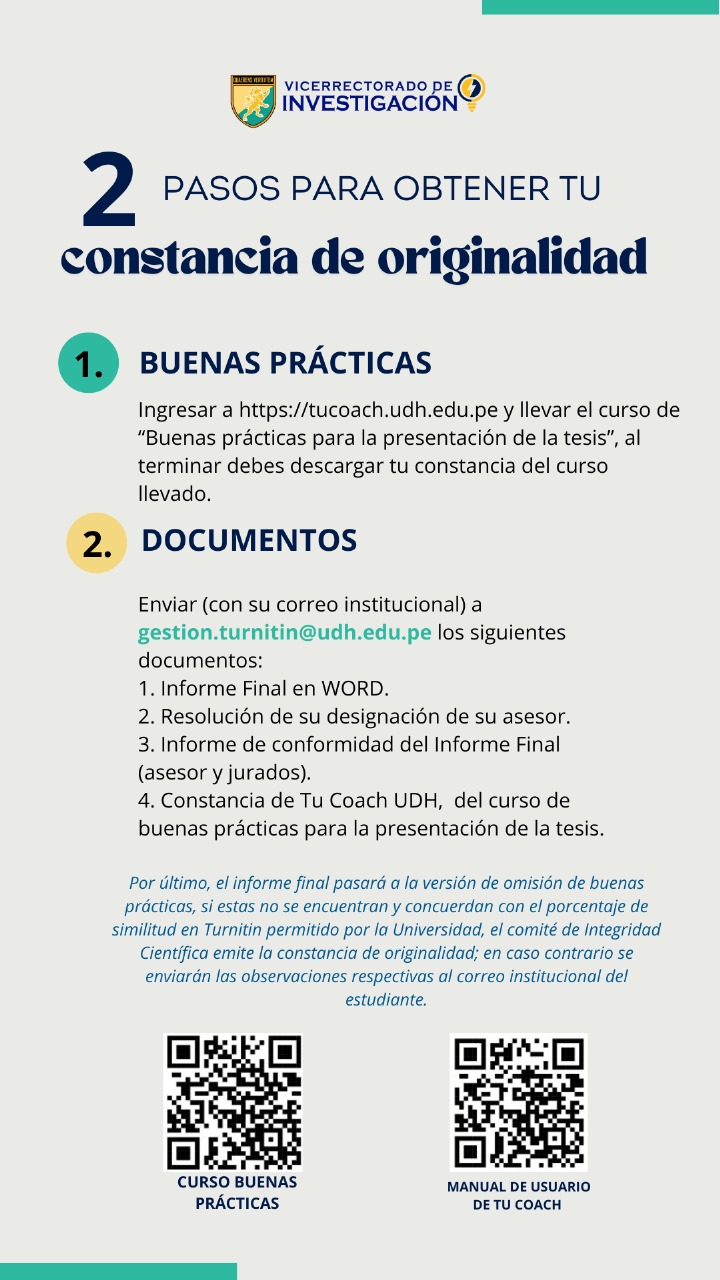 VICERRECTORADO DE
INVESTIGACIÓN
2 PASOS PARA OBTENER TU
constancia de originalidad
1. BUENAS PRÁCTICAS
Ingresar a https://tucoach.udh.edu.pe y llevar el curso de
“Buenas prácticas para la presentación de la tesis”, al
terminar debes descargar tu constancia del curso
llevado.
2. DOCUMENTOS
Enviar (con su correo institucional) a
gestion.turnitin@udh.edu.pe los siguientes
documentos:
1. Informe Final en WORD.
2. Resolución de su designación de su asesor.
3. Informe de conformidad del Informe Final
(asesor y jurados).
4. Constancia de Tu Coach UDH, del curso de
buenas prácticas para la presentación de la tesis.
Por último, el informe final pasará a la versión de omisión de buenas
prácticas, si estas no se encuentran y concuerdan con el porcentaje de
similitud en Turnitin permitido por la Universidad, el comité de Integridad
Científica emite la constancia de originalidad; en caso contrario se
enviarán las observaciones respectivas al correo institucional del
estudiante.
CURSO BUENAS
PRÁCTICAS
MANUAL DE USUARIO
DE TU COACH